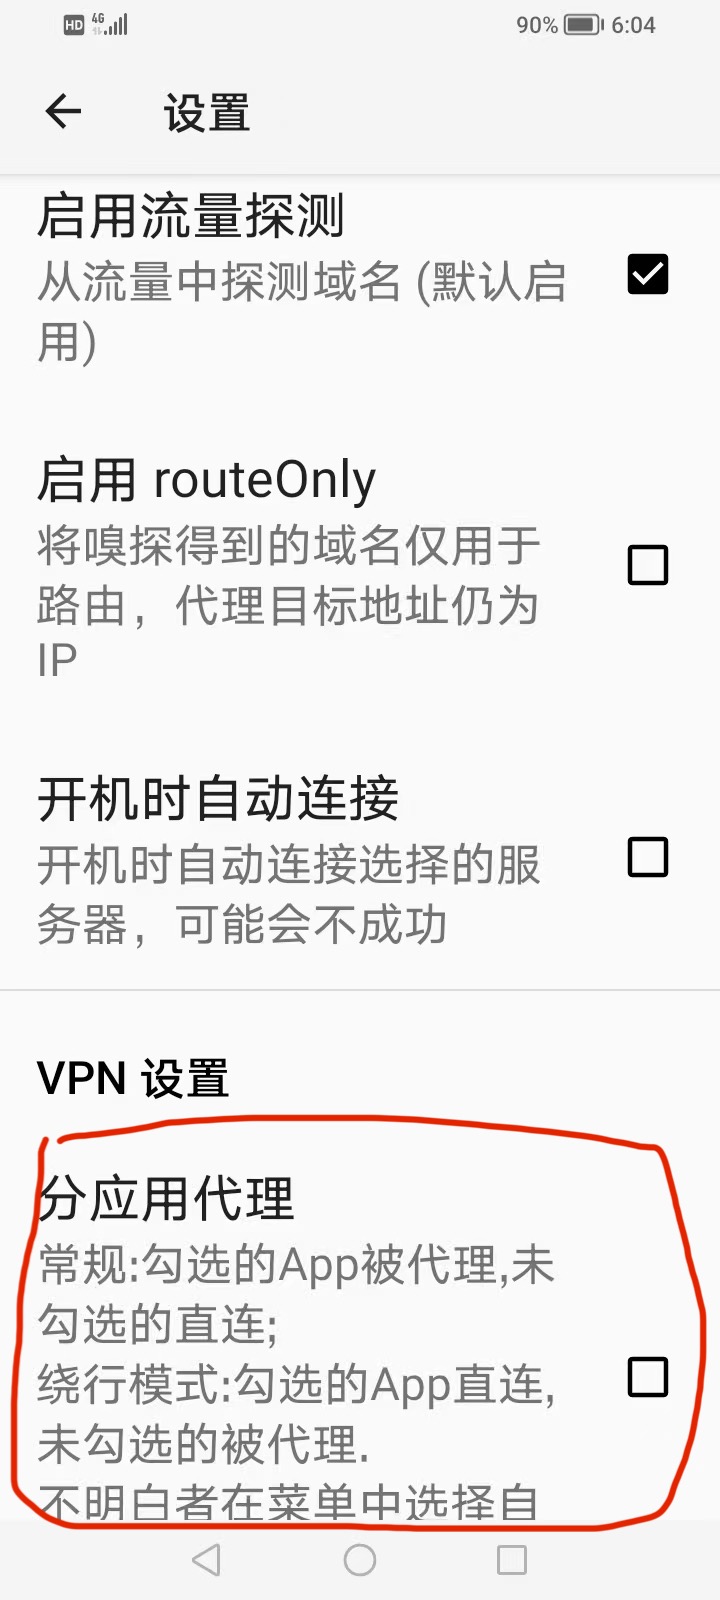 HD 4G 90% 6:04
设置
启用流量探测
从流量中探测域名 (默认启
用)
启用 routeOnly
将嗅探得到的域名仅用于
路由，代理目标地址仍为
IP
开机时自动连接
开机时自动连接选择的服
务器，可能会不成功
VPN 设置
分应用代理
常规:勾选的App被代理,未
勾选的直连;
绕行模式:勾选的App直连,
未勾选的被代理.
不明白者在菜单中选择自